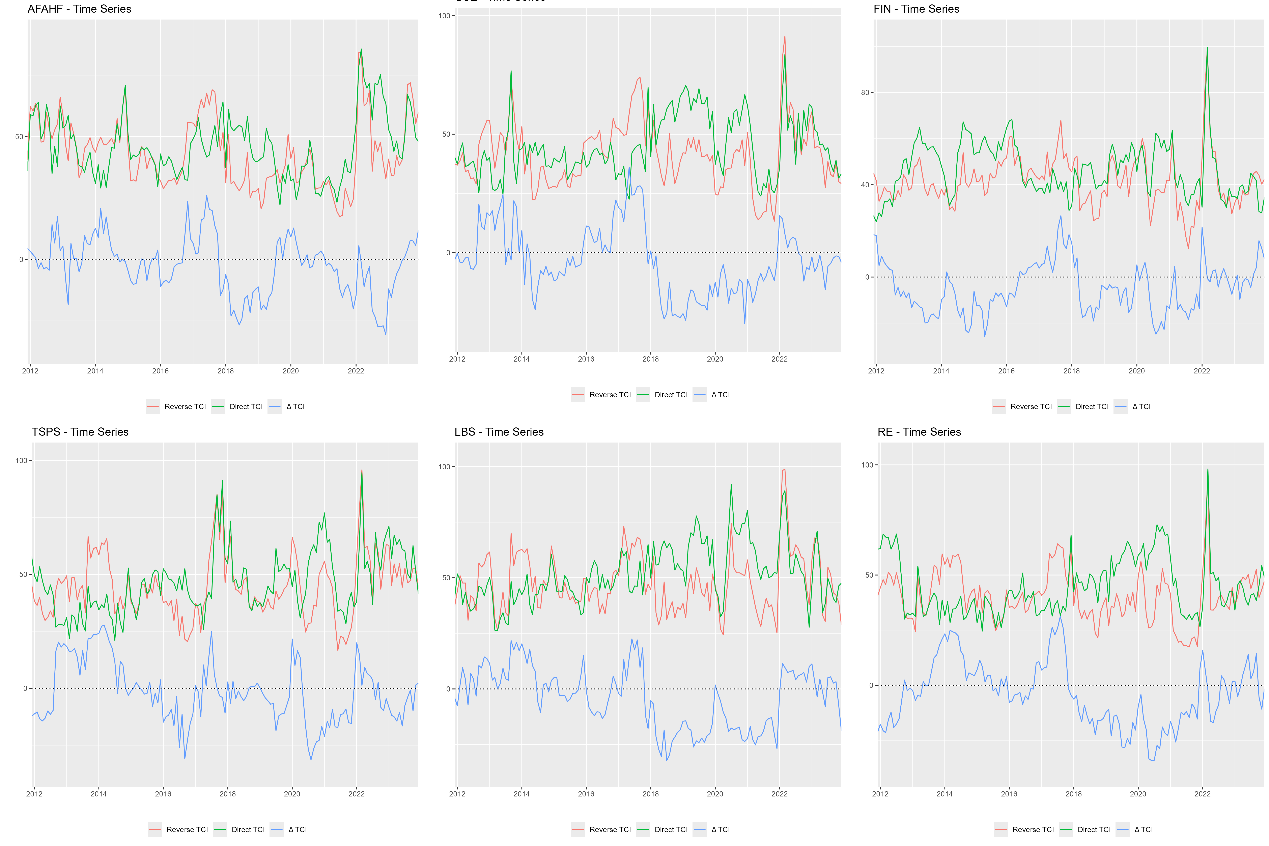 AFAHF - Time Series
50
0
2012 2014 2016 2018 2020 2022
Reverse TCI Direct TCI Δ TCI
Time Series
100
50
0
2012 2014 2016 2018 2020 2022
Reverse TCI Direct TCI Δ TCI
FIN - Time Series
80
40
0
2012 2014 2016 2018 2020 2022
Reverse TCI Direct TCI Δ TCI
TSPS - Time Series
100
50
0
2012 2014 2016 2018 2020 2022
Reverse TCI Direct TCI Δ TCI
LBS - Time Series
100
50
0
2012 2014 2016 2018 2020 2022
Reverse TCI Direct TCI Δ TCI
RE - Time Series
100
50
0
2012 2014 2016 2018 2020 2022
Reverse TCI Direct TCI Δ TCI